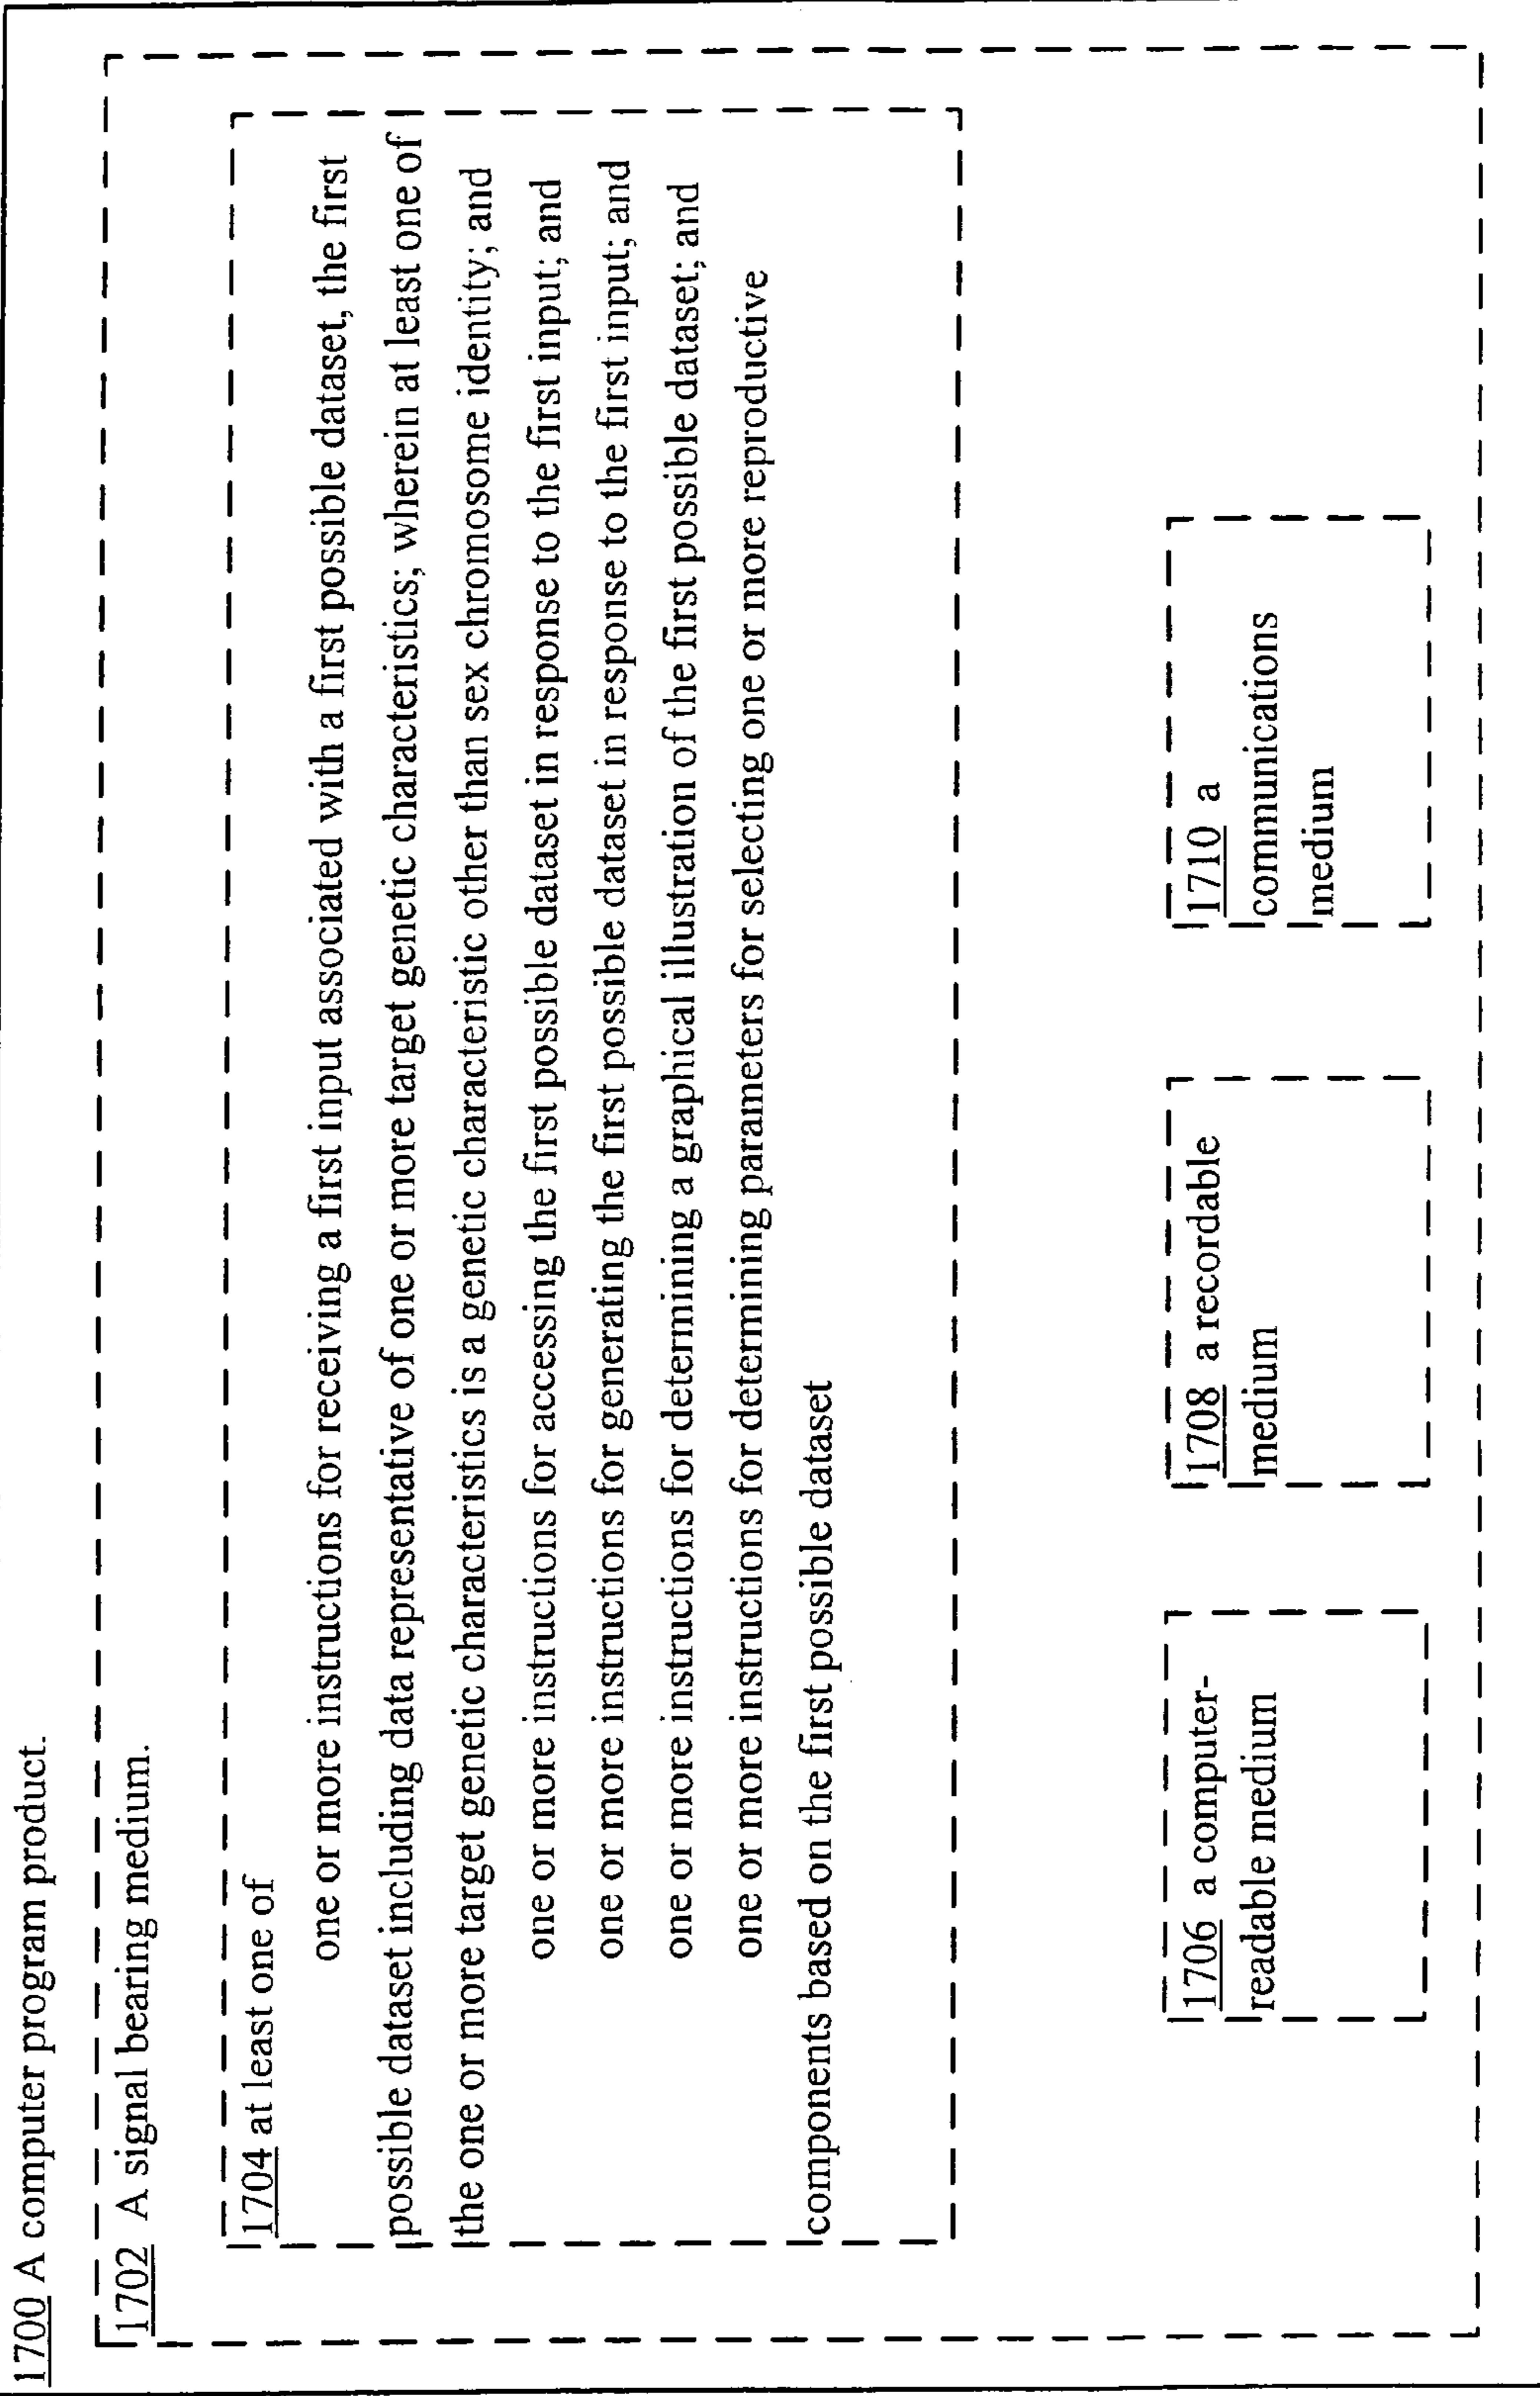 1700 A computer program product.
1702 A signal bearing medium.
1704 at least one of
one or more instructions for receiving a first input associated with a first possible dataset, the first
possible dataset including data representative of one or more target genetic characteristics; wherein at least one of
the one or more target genetic characteristics is a genetic characteristic other than sex chromosome identity; and
one or more instructions for accessing the first possible dataset in response to the first input; and
one or more instructions for generating the first possible dataset in response to the first input; and
one or more instructions for determining a graphical illustration of the first possible dataset; and
one or more instructions for determining parameters for selecting one or more reproductive
components based on the first possible dataset
1706 a computer-
readable medium
1708 a recordable
medium
1710 a
communications
medium